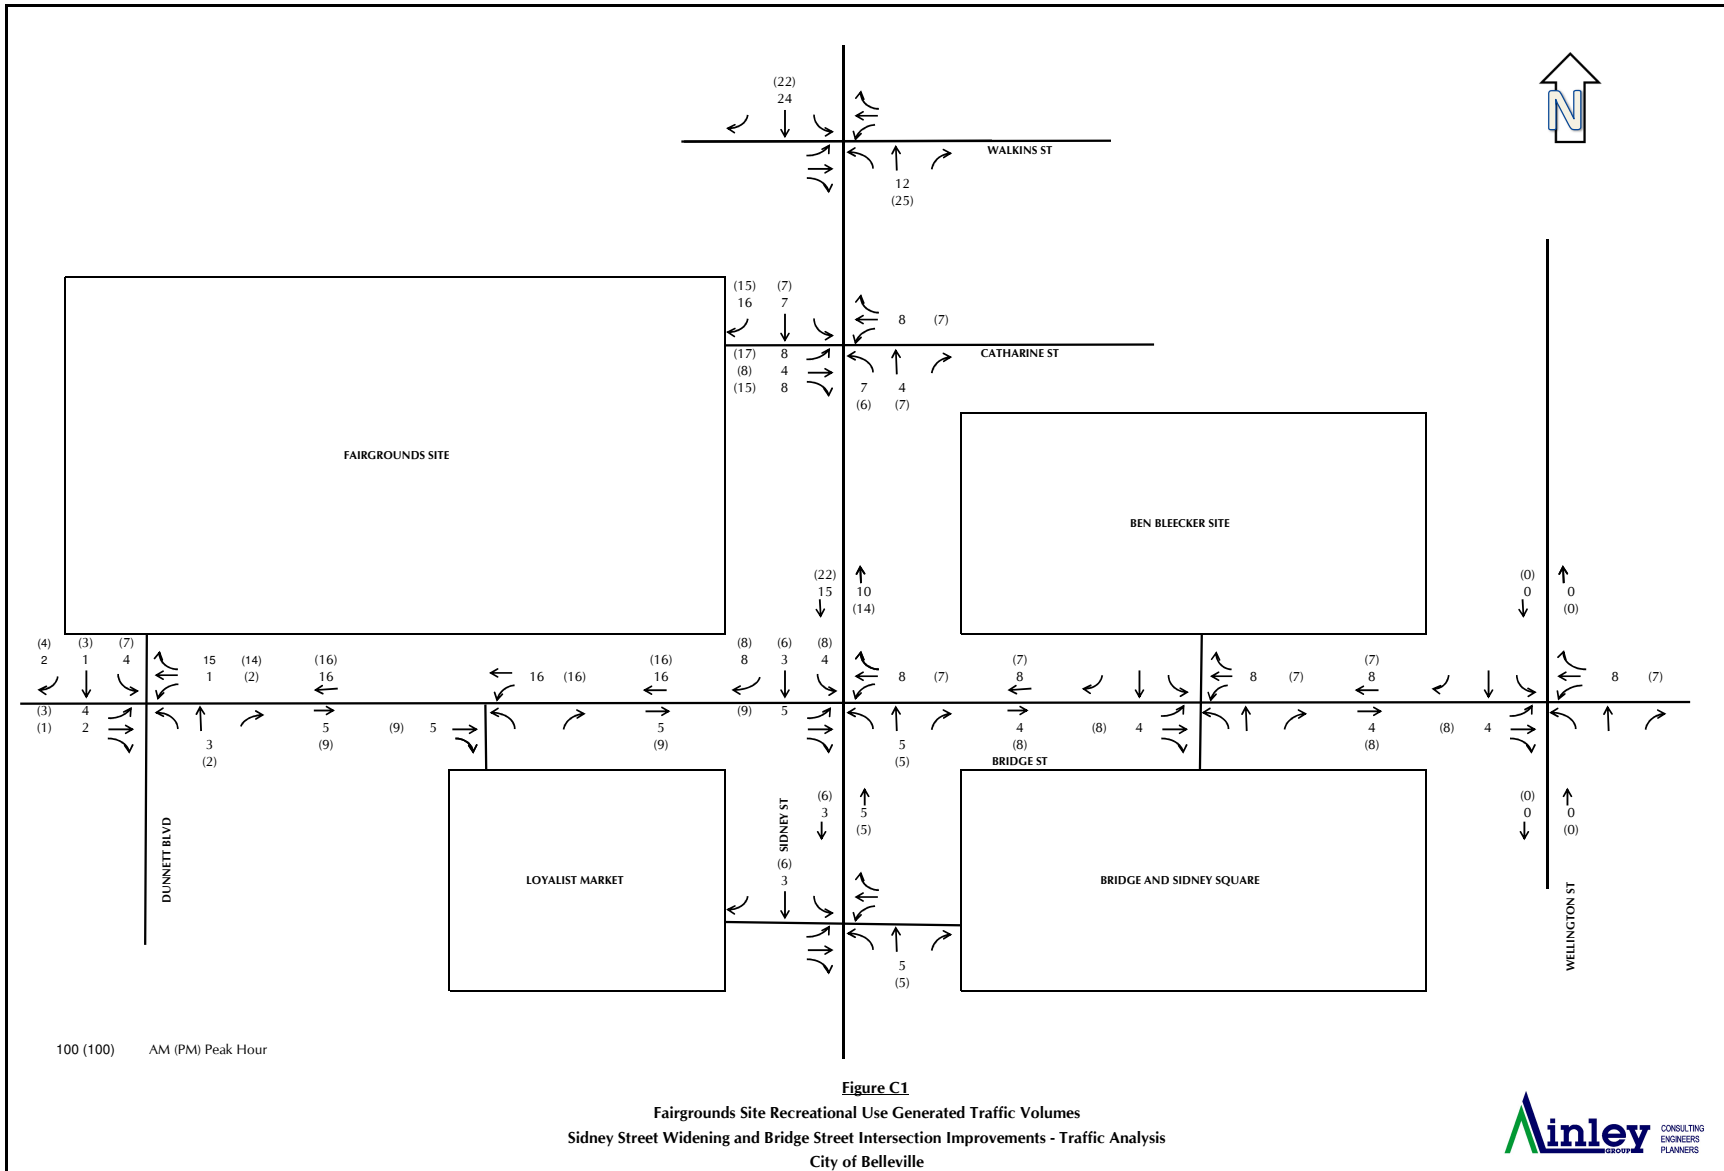 (22)
24
WALKINS ST
12
(25)
N
(15) (7)
16 7
8 (7)
CATHARINE ST
(17) 8
(8) 4
(15) 8
7 4
(6) (7)
FAIRGROUNDS SITE
BEN BLEECKER SITE
(22)
15 10
(14)
(0)
0 0
(0)
(4) (3) (7)
2 1 4
15 (14)
1 (2)
(16)
16
16 (16)
(16)
16
(8) (6) (8)
8 3 4
8 (7)
(7)
8
8 (7)
(7)
8
8 (7)
(3) 4
(1) 2
3
(2)
5
(9)
(9) 5
5
(9)
(9) 5
5
(5)
4
(8)
BRIDGE ST
(8) 4
4
(8)
(8) 4
DUNNETT BLVD
LOYALIST MARKET
SIDNEY ST
(6)
3 5
(5)
(6)
3
5
(5)
BRIDGE AND SIDNEY SQUARE
(0)
0 0
(0)
WELLINGTON ST
100 (100) AM (PM) Peak Hour
Figure C1
Fairgrounds Site Recreational Use Generated Traffic Volumes
Sidney Street Widening and Bridge Street Intersection Improvements - Traffic Analysis
City of Belleville
Ainley
GROUP
CONSULTING
ENGINEERS
PLANNERS